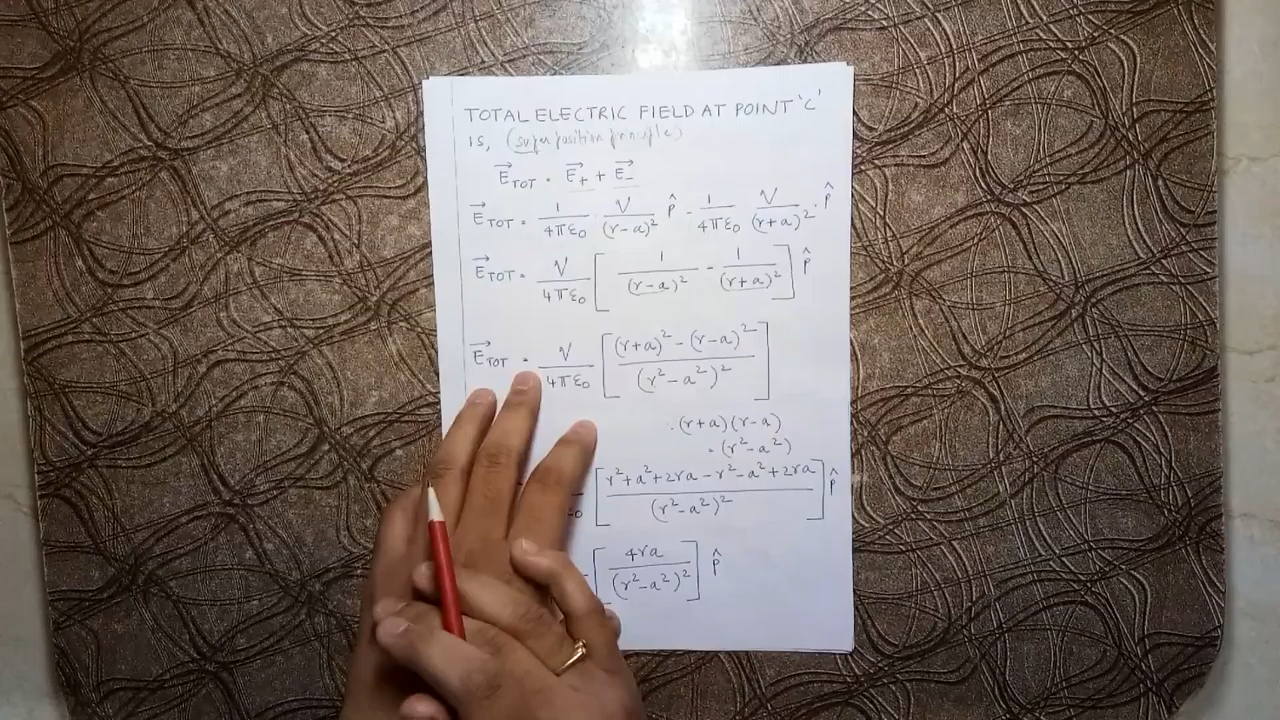 TOTAL ELECTRIC FIELD AT POINT 'C'
IS, (superposition principle)
E⃗TOT = E⃗+ + E⃗−
E⃗TOT = 1/4πε0 · q/(r-a)² p̂ - 1/4πε0 q/(r+a)² · p̂
E⃗TOT = q/4πε0 [ 1/(r-a)² - 1/(r+a)² ] p̂
E⃗TOT = q/4πε0 [ (r+a)² - (r-a)² / (r²-a²)² ]
∴ (r+a)(r-a)
= (r²-a²)
[ r²+a²+2ra-r²-a²+2ra / (r²-a²)² ] p̂
[ 4ra / (r²-a²)² ] p̂